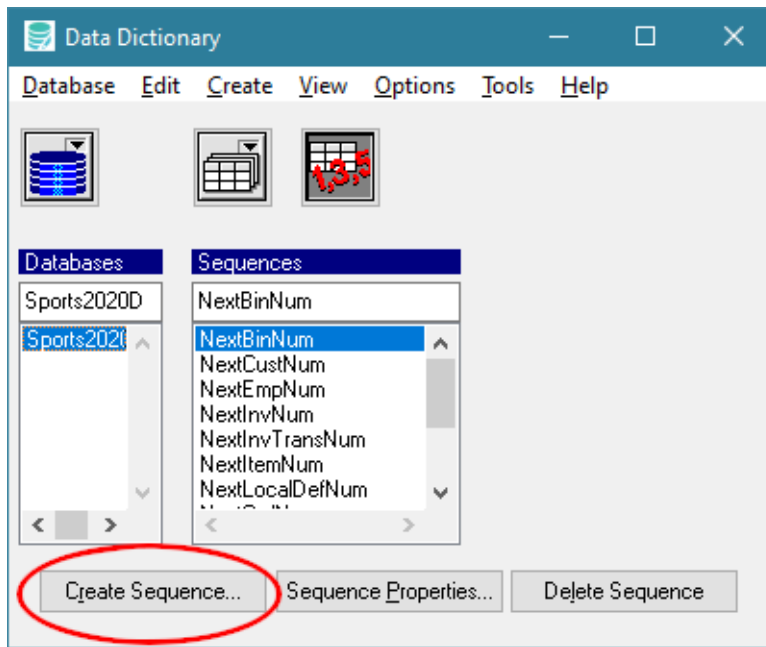 Data Dictionary
Database Edit Create View Options Tools Help
1,3,5
Databases Sequences
Sports2020D NextBinNum
Sports202 NextBinNum
NextCustNum
NextEmpNum
NextInvNum
NextInvTransNum
NextItemNum
NextLocalDefNum
Create Sequence... Sequence Properties... Delete Sequence